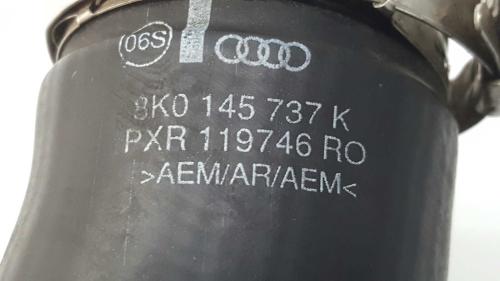 06S
8K0 145 737 K
PXR 119746 RO
>AEM/AR/AEM<